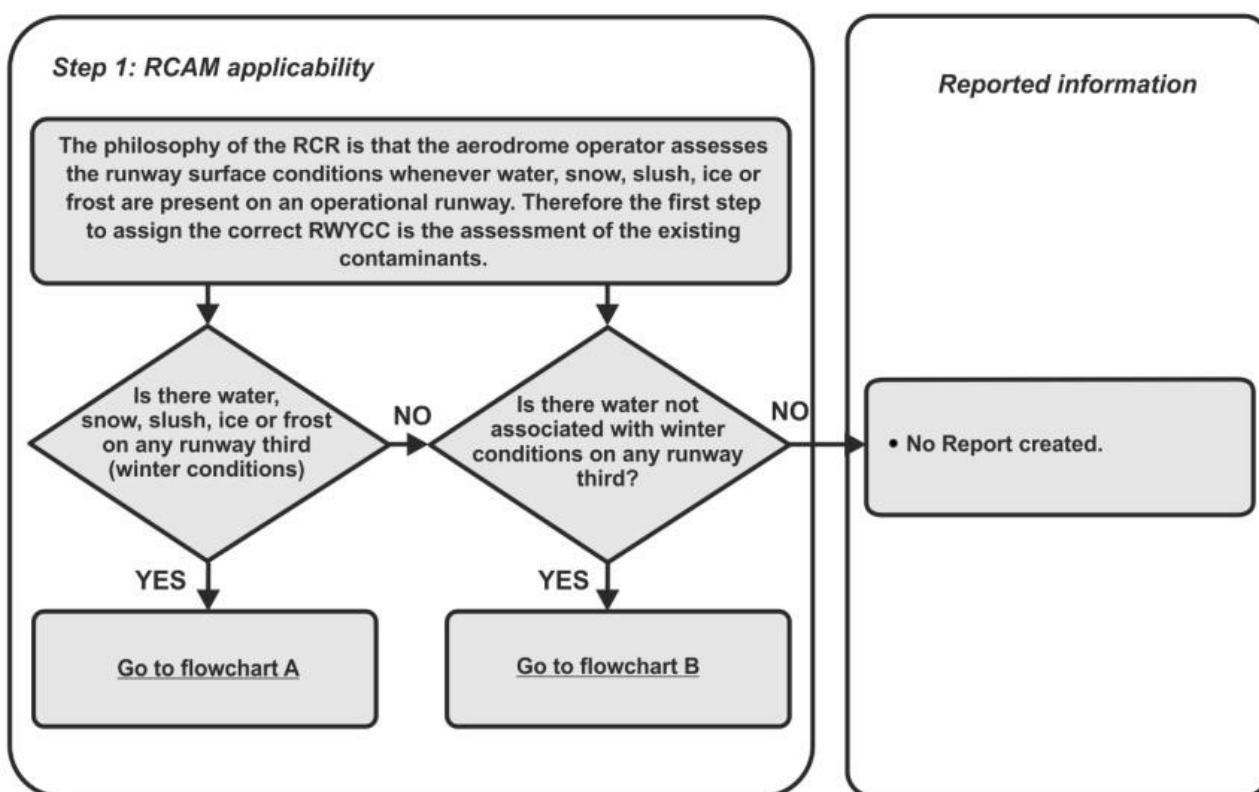 Step 1: RCAM applicability
Reported information
The philosophy of the RCR is that the aerodrome operator assesses
the runway surface conditions whenever water, snow, slush, ice or
frost are present on an operational runway. Therefore the first step
to assign the correct RWYCC is the assessment of the existing
contaminants.
Is there water,
snow, slush, ice or frost
on any runway third
(winter conditions)
NO
Is there water not
associated with winter
conditions on any runway
third?
NO
• No Report created.
YES
YES
Go to flowchart A
Go to flowchart B